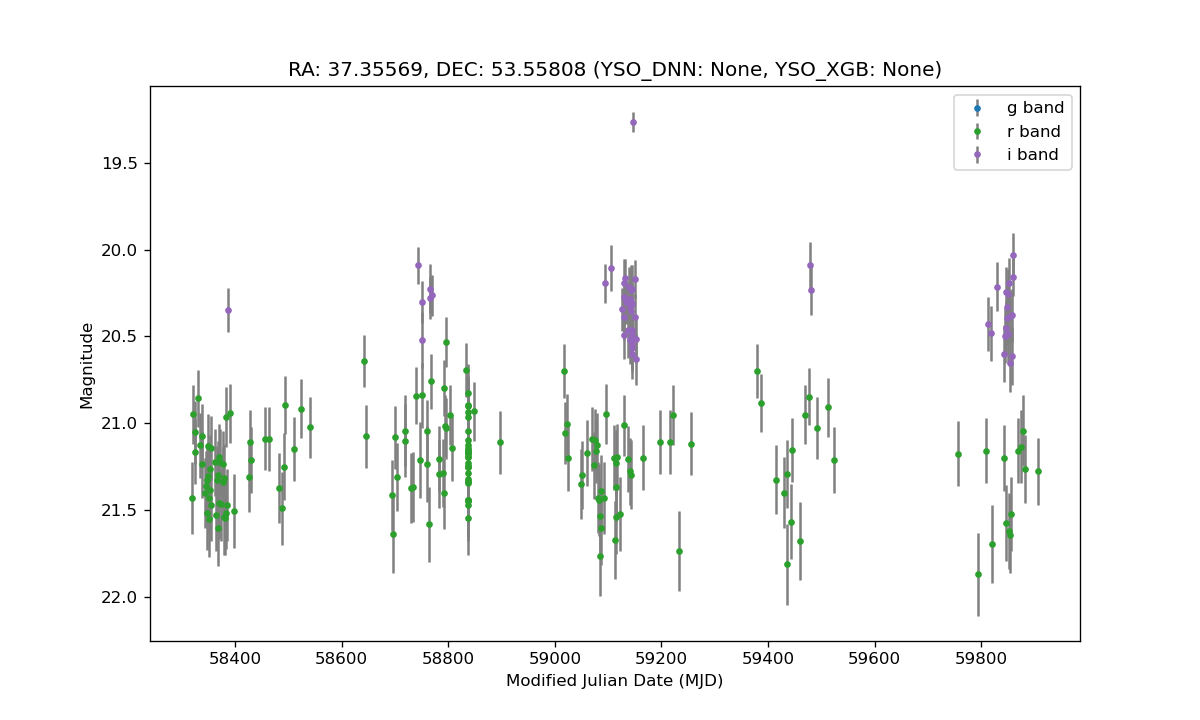 RA: 37.35569, DEC: 53.55808 (YSO_DNN: None, YSO_XGB: None)
g band
r band
i band
19.5
20.0
20.5
21.0
21.5
22.0
Magnitude
58400 58600 58800 59000 59200 59400 59600 59800
Modified Julian Date (MJD)